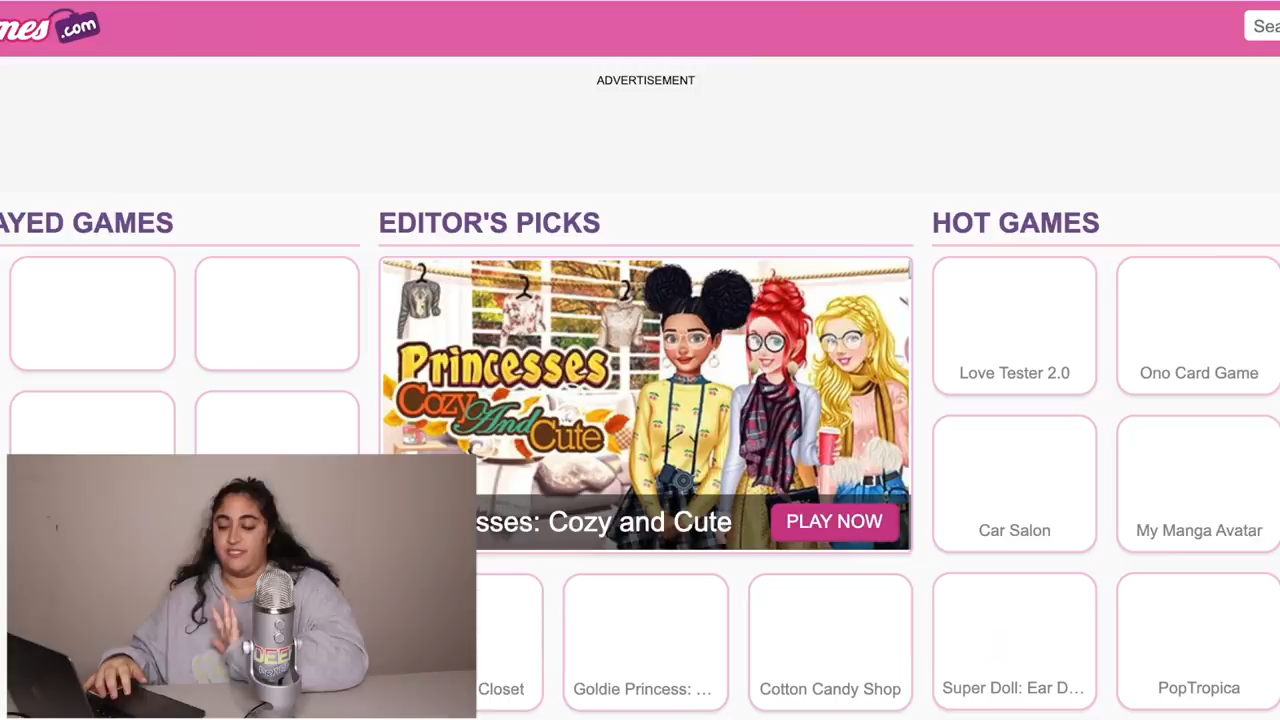 mes .com
Sea
ADVERTISEMENT
AYED GAMES
EDITOR'S PICKS
HOT GAMES
Princesses
Cozy And Cute
sses: Cozy and Cute
PLAY NOW
Love Tester 2.0
Ono Card Game
Car Salon
My Manga Avatar
Closet
Goldie Princess: ...
Cotton Candy Shop
Super Doll: Ear D...
PopTropica